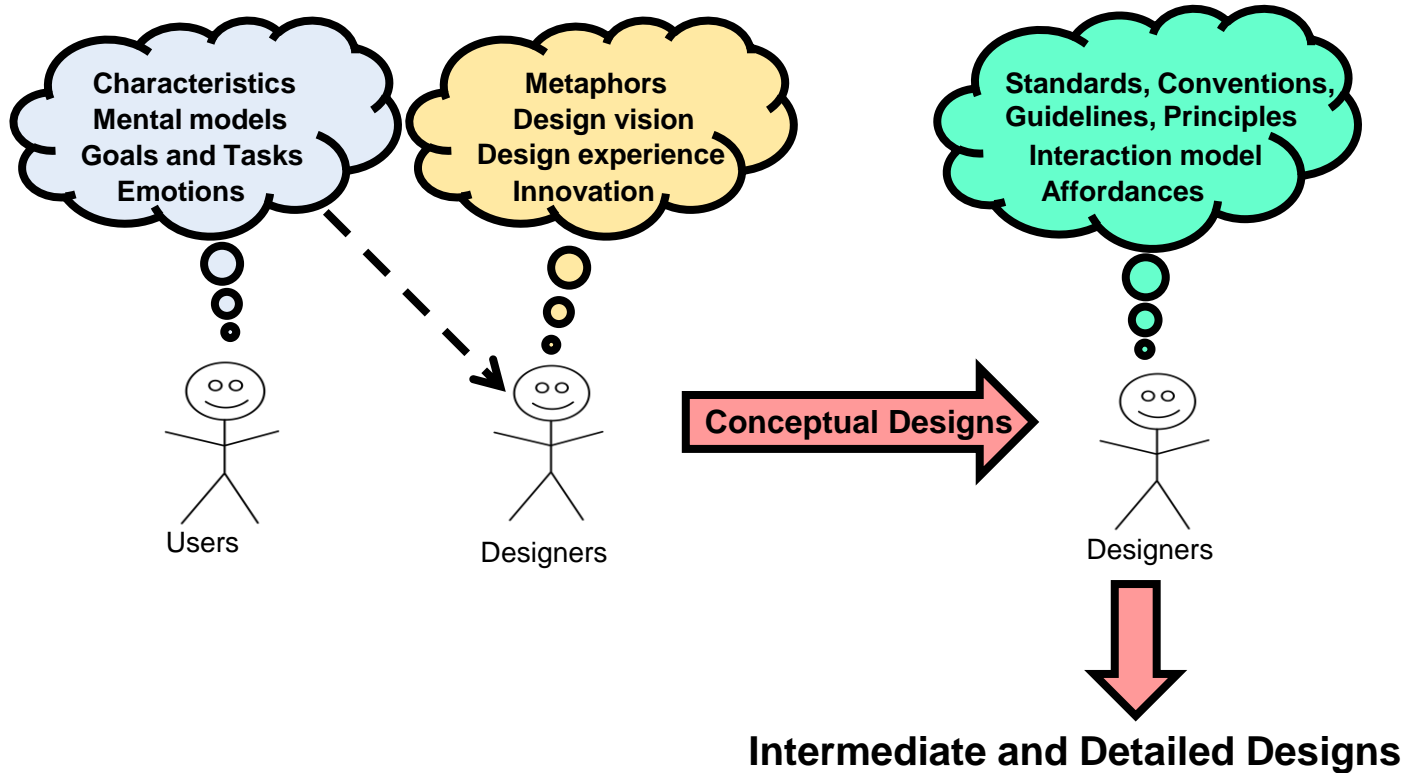 Characteristics
Mental models
Goals and Tasks
Emotions
Metaphors
Design vision
Design experience
Innovation
Standards, Conventions,
Guidelines, Principles
Interaction model
Affordances
Conceptual Designs
Users
Designers
Designers
Intermediate and Detailed Designs